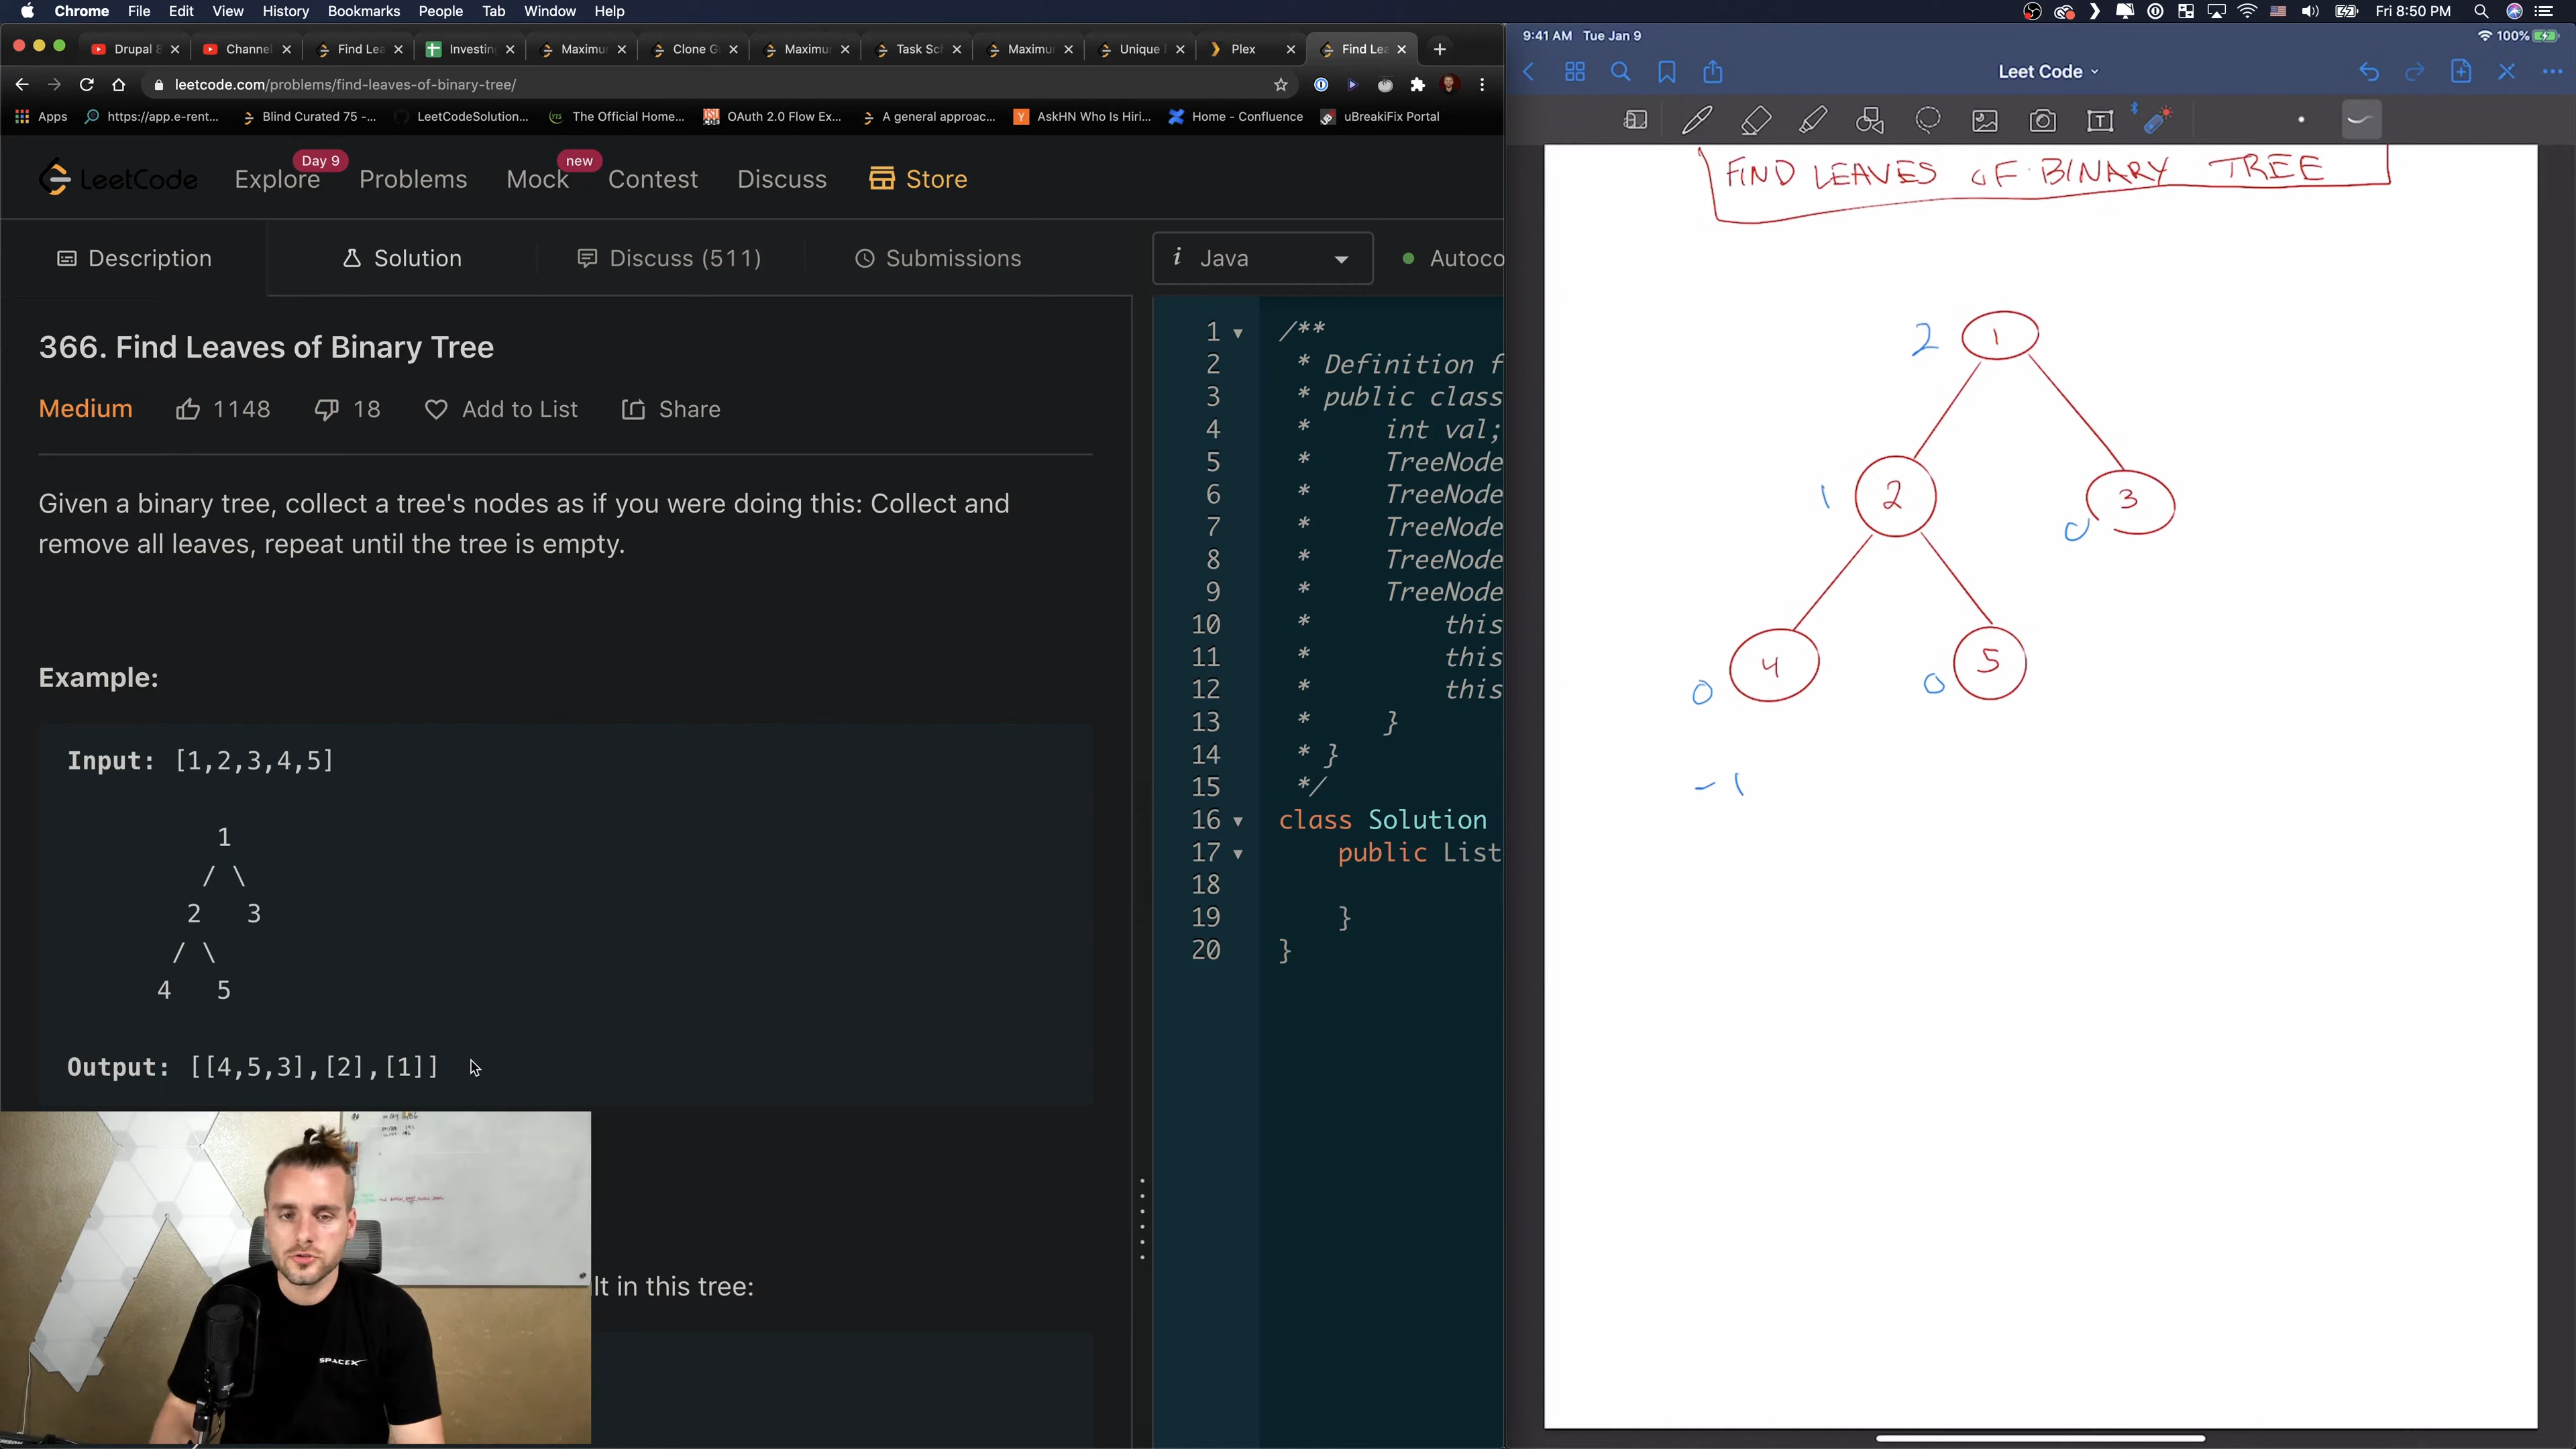 Chrome File Edit View History Bookmarks People Tab Window Help
Fri 8:50 PM
Drupal 8
Channel
Find Lea
Investin
Maximu
Clone G
Maximu
Task Sc
Maximu
Unique
Plex
Find Lea
leetcode.com/problems/find-leaves-of-binary-tree/
Apps
https://app.e-rent...
Blind Curated 75 -...
LeetCodeSolution...
The Official Home...
OAuth 2.0 Flow Ex...
A general approac...
AskHN Who Is Hiri...
Home - Confluence
uBreakiFix Portal
LeetCode
Explore
Day 9
Problems
Mock
new
Contest
Discuss
Store
Description
Solution
Discuss (511)
Submissions
i Java
Autoco
366. Find Leaves of Binary Tree
Medium 1148 18 Add to List Share
Given a binary tree, collect a tree's nodes as if you were doing this: Collect and
remove all leaves, repeat until the tree is empty.
Example:
Input: [1,2,3,4,5]
1
/ \
2 3
/ \
4 5
Output: [[4,5,3],[2],[1]]
lt in this tree:
SPACEX
1 /**
2 * Definition f
3 * public class
4 * int val;
5 * TreeNode
6 * TreeNode
7 * TreeNode
8 * TreeNode
9 * TreeNode
10 * this
11 * this
12 * this
13 * }
14 * }
15 */
16 class Solution
17 public List
18
19 }
20 }
9:41 AM Tue Jan 9
100%
Leet Code
FIND LEAVES OF BINARY TREE
2 1
1 2
3
0
4
0
5
0
-1